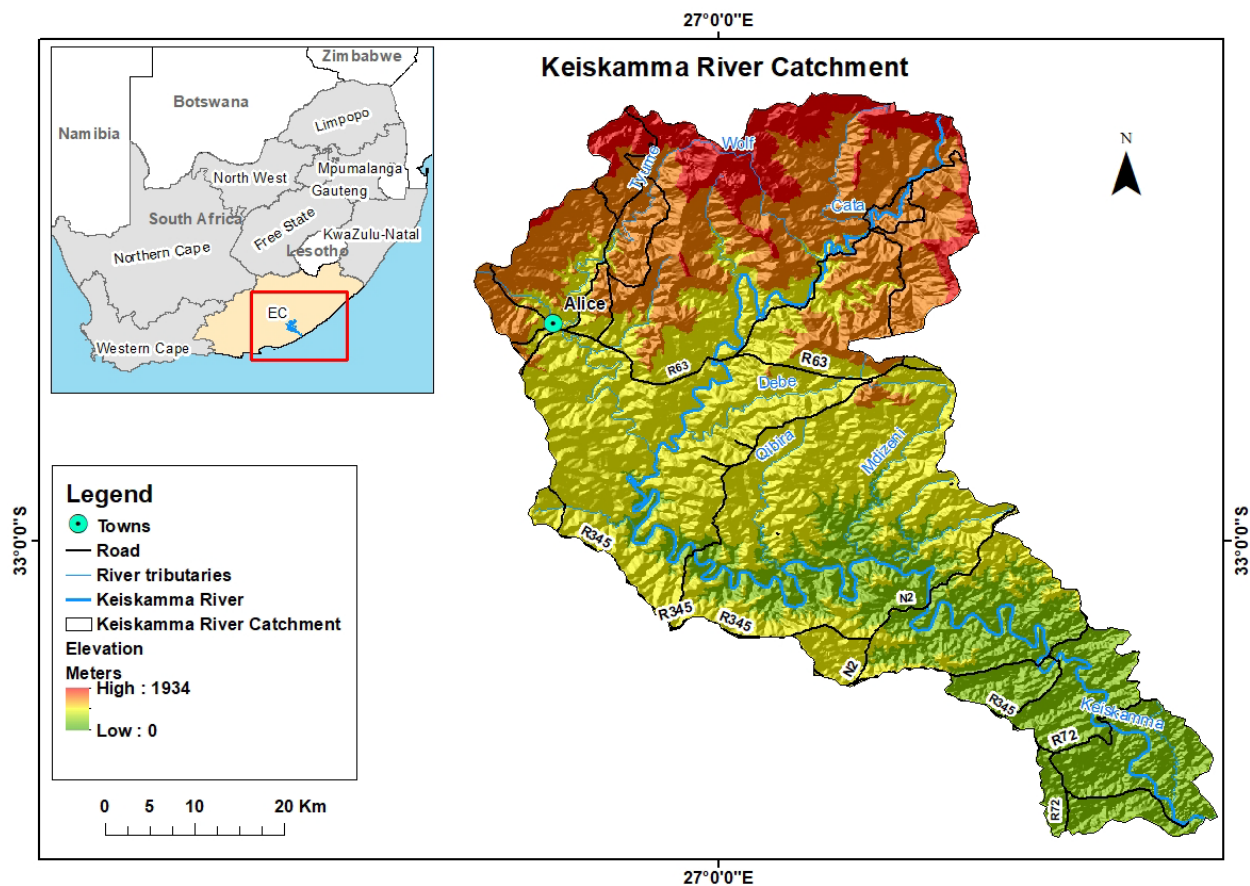 27°0'0"E
Keiskamma River Catchment
Zimbabwe
Botswana
Limpopo
Namibia
Mpumalanga
North West
Gauteng
South Africa
Free State
KwaZulu-Natal
Lesotho
Northern Cape
EC
Western Cape
N
Wolf
Tyume
Cata
Alice
R63
R63
Debe
Qibira
Mdizeni
R345
N2
R345
R345
N2
R345
Keiskamma
R72
R72
33°0'0"S
33°0'0"S
Legend
Towns
Road
River tributaries
Keiskamma River
Keiskamma River Catchment
Elevation
Meters
High : 1934
Low : 0
0 5 10 20 Km
27°0'0"E